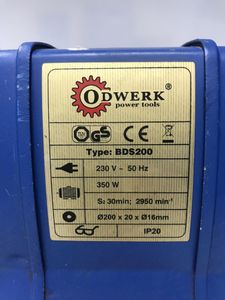 ODWERK®
power tools
GS CE
Type: BDS200
230 V ~ 50 Hz
350 W
S₂ 30min; 2950 min⁻¹
Ø200 x 20 x Ø16mm
IP20